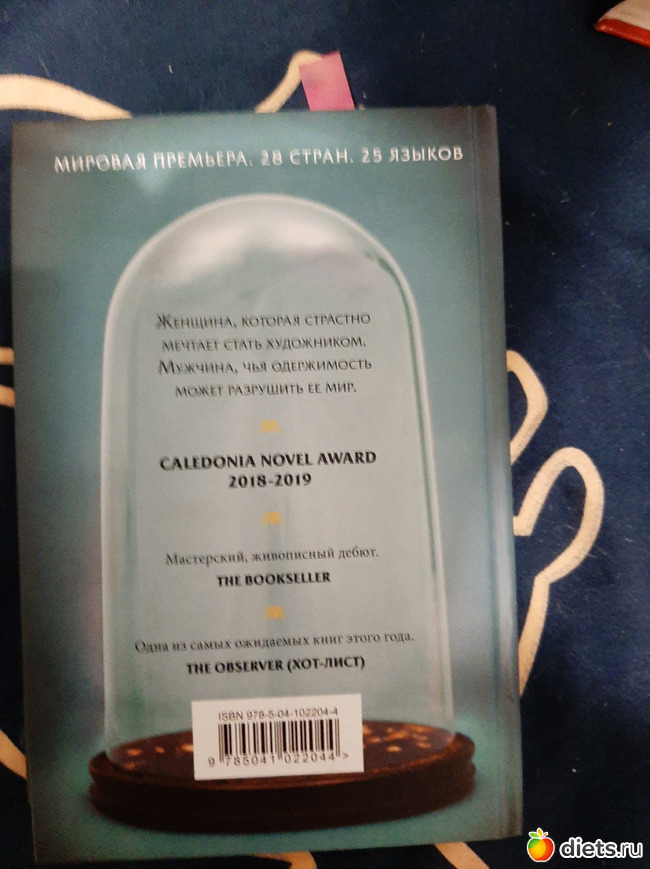 МИРОВАЯ ПРЕМЬЕРА. 28 СТРАН. 25 ЯЗЫКОВ
ЖЕНЩИНА, КОТОРАЯ СТРАСТНО
МЕЧТАЕТ СТАТЬ ХУДОЖНИКОМ.
МУЖЧИНА, ЧЬЯ ОДЕРЖИМОСТЬ
МОЖЕТ РАЗРУШИТЬ ЕЕ МИР.
CALEDONIA NOVEL AWARD
2018-2019
Мастерский, живописный дебют.
THE BOOKSELLER
Одна из самых ожидаемых книг этого года.
THE OBSERVER (ХОТ-ЛИСТ)
ISBN 978-5-04-102204-4
9 785041 022044 >
diets.ru